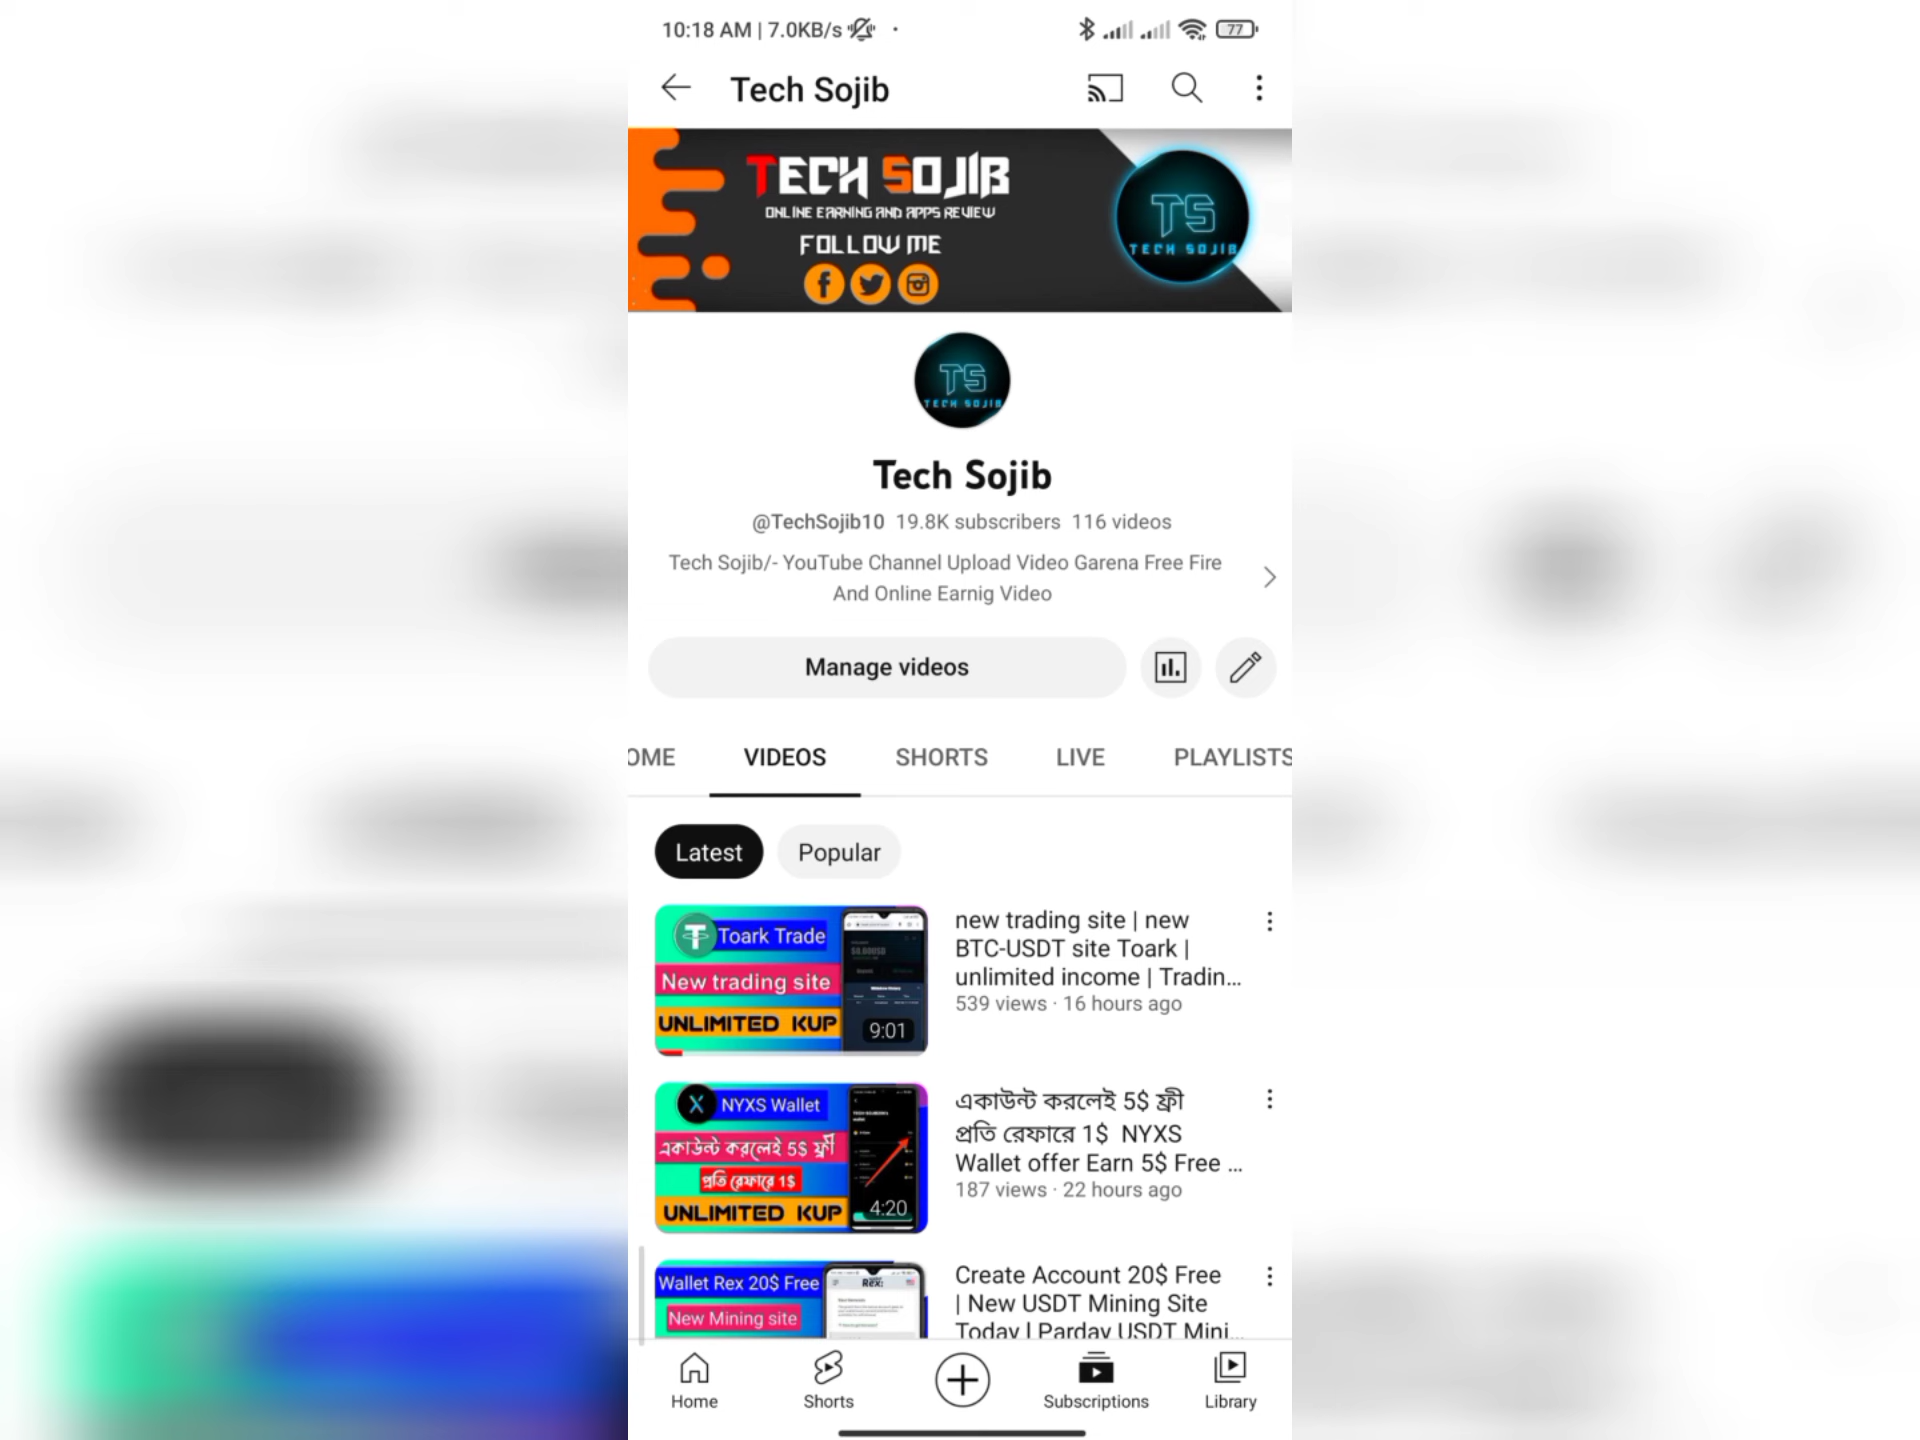 10:18 AM | 7.0KB/s
77
Tech Sojib
TECH SOJIB
ONLINE EARNING AND APPS REVIEW
FOLLOW ME
TS
TECH SOJIB
TS
TECH SOJIB
Tech Sojib
@TechSojib10 19.8K subscribers 116 videos
Tech Sojib/- YouTube Channel Upload Video Garena Free Fire
And Online Earnig Video
Manage videos
OME VIDEOS SHORTS LIVE PLAYLISTS
Latest Popular
Toark Trade
New trading site
UNLIMITED KUP
9:01
new trading site | new
BTC-USDT site Toark |
unlimited income | Tradin...
539 views · 16 hours ago
NYXS Wallet
একাউন্ট করলেই 5$ ফ্রী
প্রতি রেফারে 1$
UNLIMITED KUP
4:20
একাউন্ট করলেই 5$ ফ্রী
প্রতি রেফারে 1$ NYXS
Wallet offer Earn 5$ Free ...
187 views · 22 hours ago
Wallet Rex 20$ Free
New Mining site
Rex:
Create Account 20$ Free
| New USDT Mining Site
Today | Parday USDT Mini...
Home Shorts Subscriptions Library